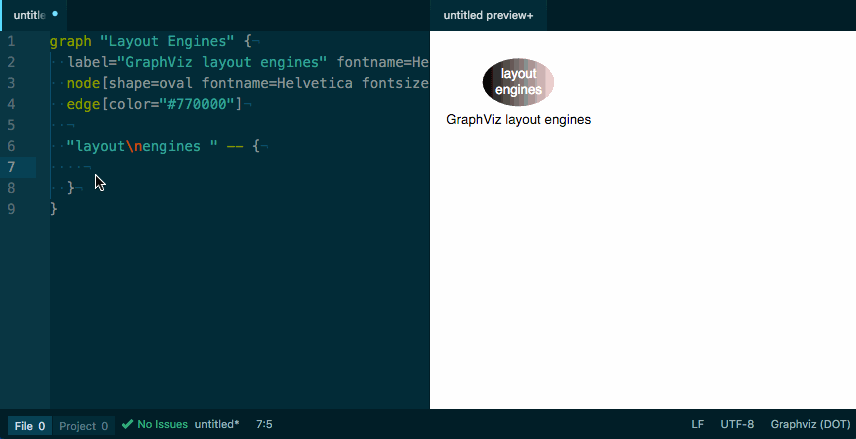 untitle
untitled preview+
1 graph "Layout Engines" {
2 label="GraphViz layout engines" fontname=He
3 node[shape=oval fontname=Helvetica fontsize
4 edge[color="#770000"]
5
6 "layout\nengines " -- {
7
8 }
9 }
layout
engines
GraphViz layout engines
File 0 Project 0 No Issues untitled* 7:5 LF UTF-8 Graphviz (DOT)